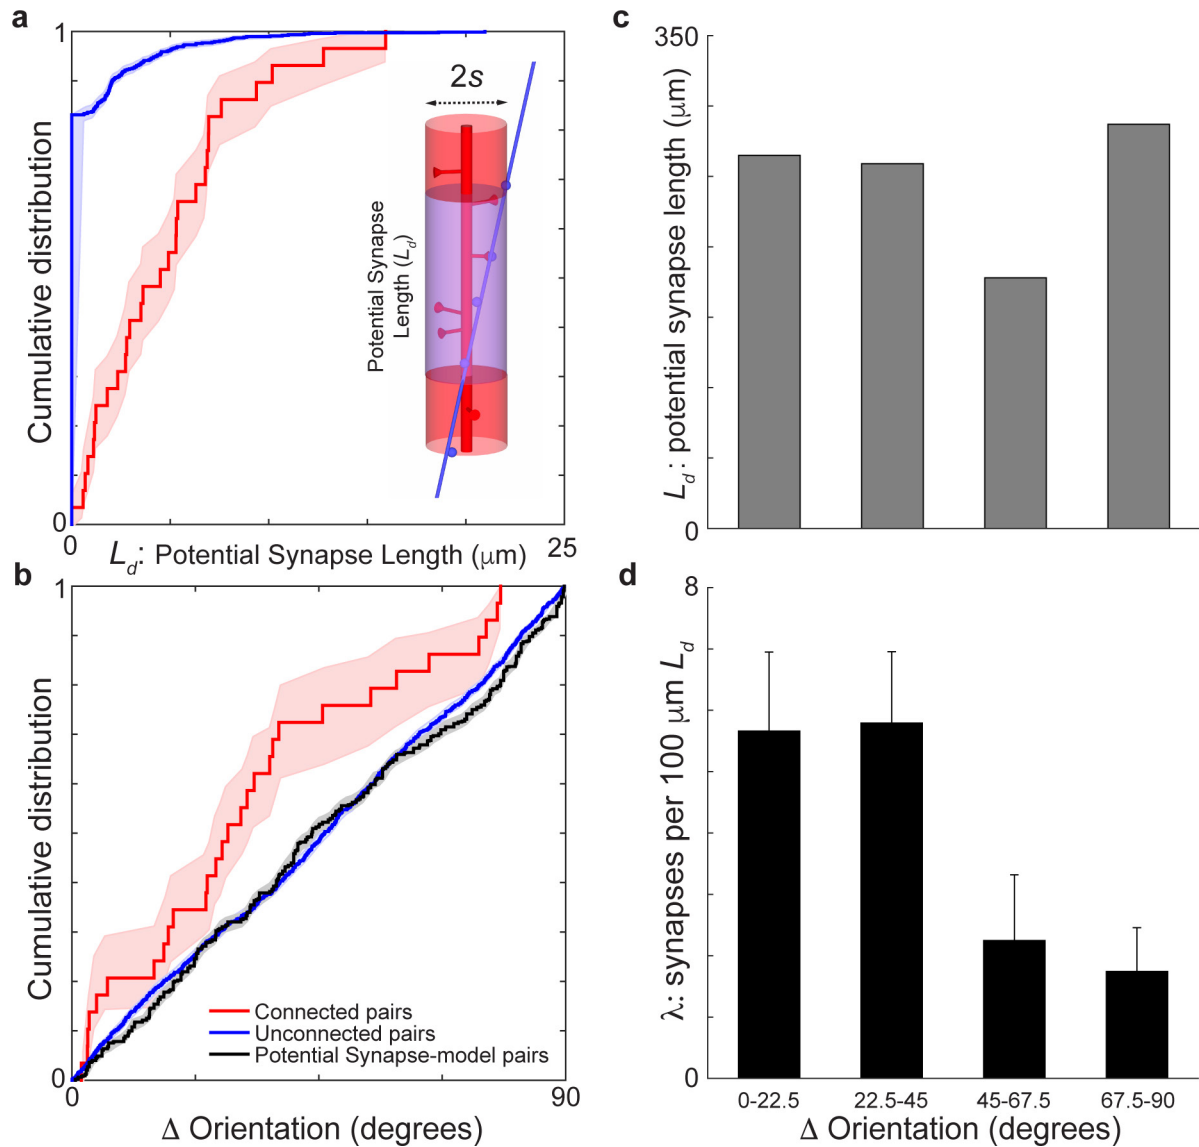 a
1
Cumulative distribution
0
0
25
L_d: Potential Synapse Length (μm)
2s
Potential Synapse
Length (L_d)
b
1
Cumulative distribution
0
Connected pairs
Unconnected pairs
Potential Synapse-model pairs
0
90
Δ Orientation (degrees)
c
350
L_d: potential synapse length (μm)
0
d
8
λ: synapses per 100 μm L_d
0
0-22.5
22.5-45
45-67.5
67.5-90
Δ Orientation (degrees)